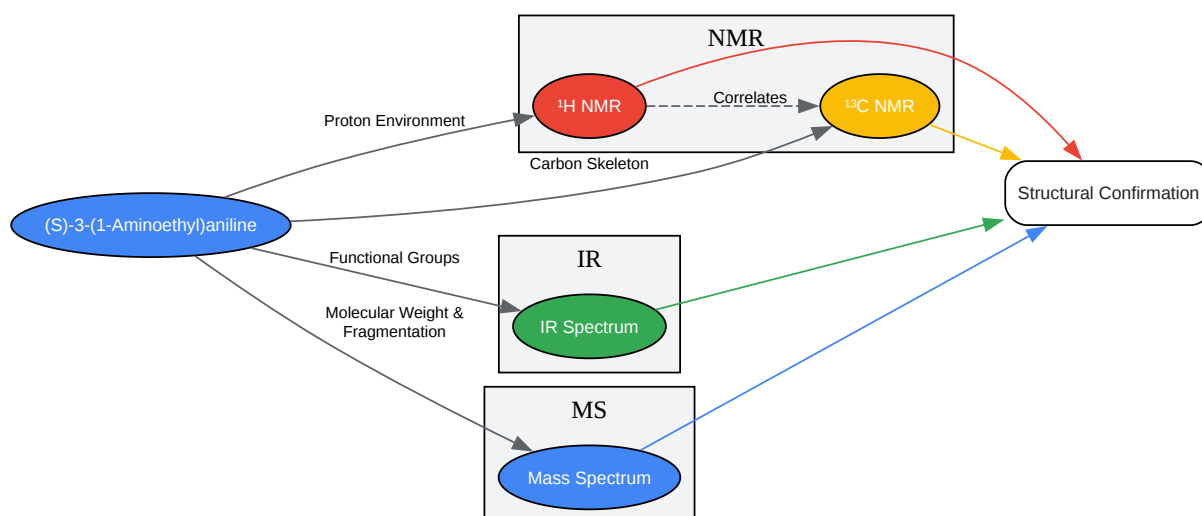 NMR
¹H NMR
Correlates
¹³C NMR
Proton Environment
Carbon Skeleton
Structural Confirmation
(S)-3-(1-Aminoethyl)aniline
Functional Groups
IR
IR Spectrum
Molecular Weight &
Fragmentation
MS
Mass Spectrum